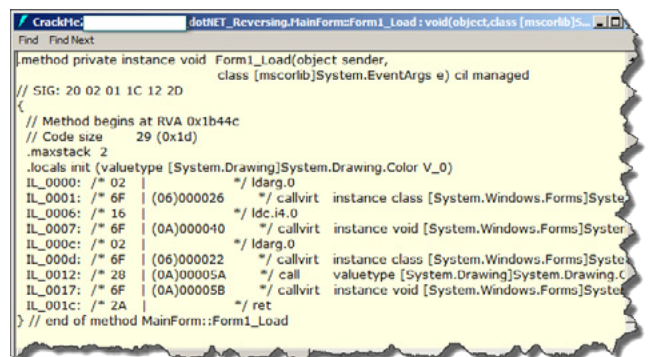 CrackMe2 dotNET_Reversing.MainForm::Form1_Load : void(object,class [mscorlib]S...
Find Find Next
.method private instance void Form1_Load(object sender,
class [mscorlib]System.EventArgs e) cil managed
// SIG: 20 02 01 1C 12 2D
{
// Method begins at RVA 0x1b44c
// Code size 29 (0x1d)
.maxstack 2
.locals init (valuetype [System.Drawing]System.Drawing.Color V_0)
IL_0000: /* 02 | */ ldarg.0
IL_0001: /* 6F | (06)000026 */ callvirt instance class [System.Windows.Forms]Syste
IL_0006: /* 16 | */ ldc.i4.0
IL_0007: /* 6F | (0A)000040 */ callvirt instance void [System.Windows.Forms]System
IL_000c: /* 02 | */ ldarg.0
IL_000d: /* 6F | (06)000022 */ callvirt instance class [System.Windows.Forms]Syste
IL_0012: /* 28 | (0A)00005A */ call valuetype [System.Drawing]System.Drawing.C
IL_0017: /* 6F | (0A)00005B */ callvirt instance void [System.Windows.Forms]Syste
IL_001c: /* 2A | */ ret
} // end of method MainForm::Form1_Load